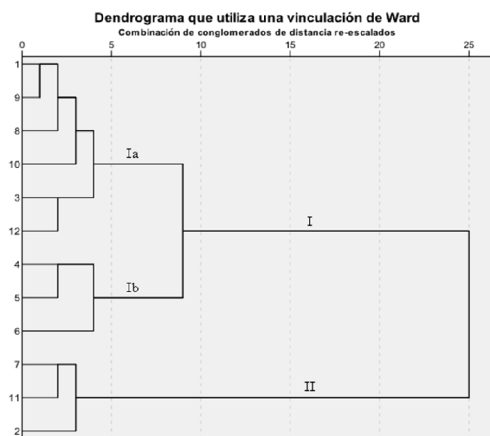 Dendrograma que utiliza una vinculación de Ward
Combinación de conglomerados de distancia re-escalados
0 5 10 15 20 25
1
9
8
10
Ia
3
12
I
4
5
Ib
6
7
11
II
2